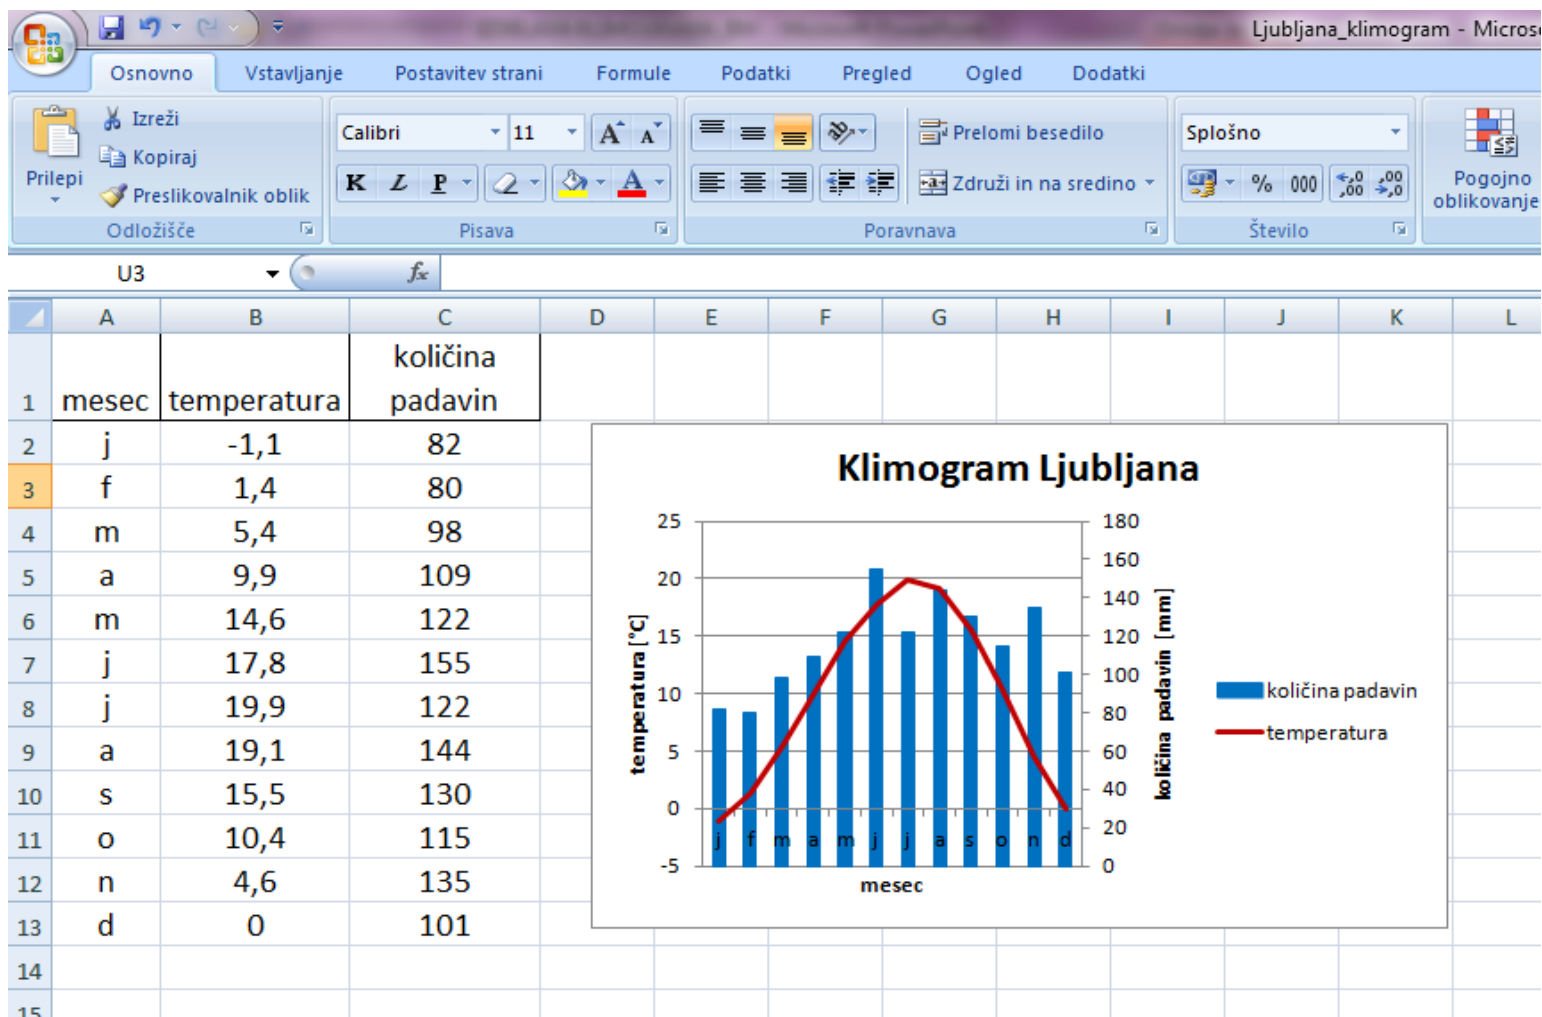 Ljubljana_klimogram - Microso
Osnovno Vstavljanje Postavitev strani Formule Podatki Pregled Ogled Dodatki
Prilepi
Izreži
Kopiraj
Preslikovalnik oblik
Calibri 11
K L P A
Prelomi besedilo
Združi in na sredino
Splošno
% 000 ,00 ,0
Pogojno
oblikovanje
Odložišče Pisava Poravnava Število
U3 fx
A B C D E F G H I J K L
1 mesec temperatura količina
padavin
2 j -1,1 82
3 f 1,4 80
4 m 5,4 98
5 a 9,9 109
6 m 14,6 122
7 j 17,8 155
8 j 19,9 122
9 a 19,1 144
10 s 15,5 130
11 o 10,4 115
12 n 4,6 135
13 d 0 101
14
15
Klimogram Ljubljana
temperatura [°C]
25
20
15
10
5
0
-5
j f m a m j j a s o n d
mesec
180
160
140
120
100
80
60
40
20
0
količina padavin [mm]
količina padavin
temperatura